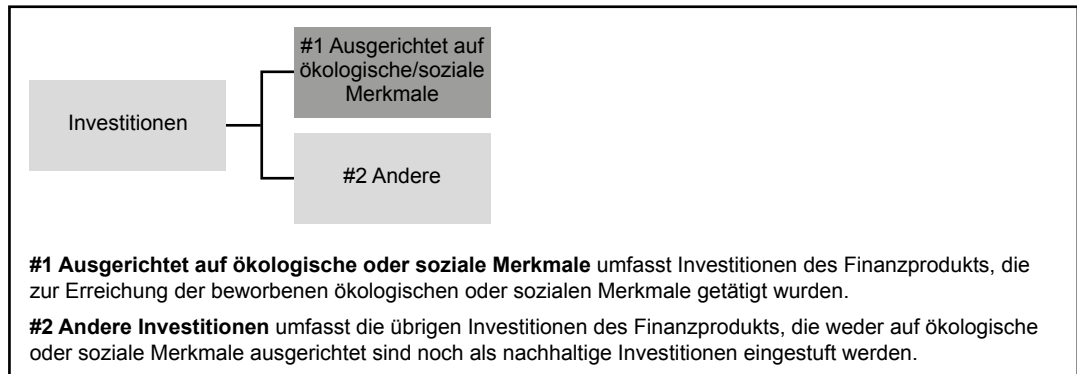 #1 Ausgerichtet auf
ökologische/soziale
Merkmale
Investitionen
#2 Andere
#1 Ausgerichtet auf ökologische oder soziale Merkmale umfasst Investitionen des Finanzprodukts, die
zur Erreichung der beworbenen ökologischen oder sozialen Merkmale getätigt wurden.
#2 Andere Investitionen umfasst die übrigen Investitionen des Finanzprodukts, die weder auf ökologische
oder soziale Merkmale ausgerichtet sind noch als nachhaltige Investitionen eingestuft werden.